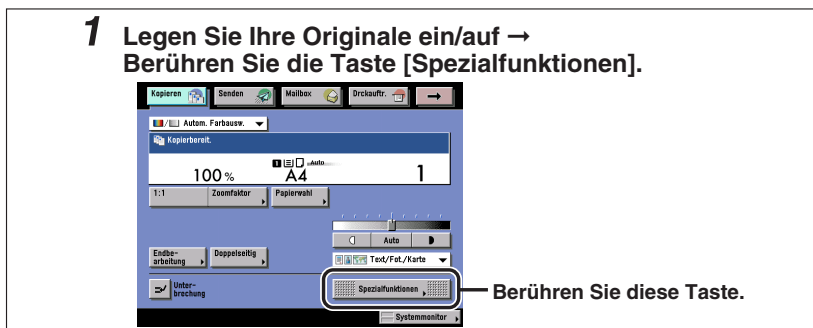 1 Legen Sie Ihre Originale ein/auf →
Berühren Sie die Taste [Spezialfunktionen].
Kopieren Senden Mailbox Drckauftr. →
Autom. Farbausw.
Kopierbereit.
1 Auto
100 % A4 1
1:1 Zoomfaktor Papierwahl
Auto
Endbe-
arbeitung Doppelseitig
Text/Fot./Karte
Unter-
brechung
Spezialfunktionen
Berühren Sie diese Taste.
Systemmonitor